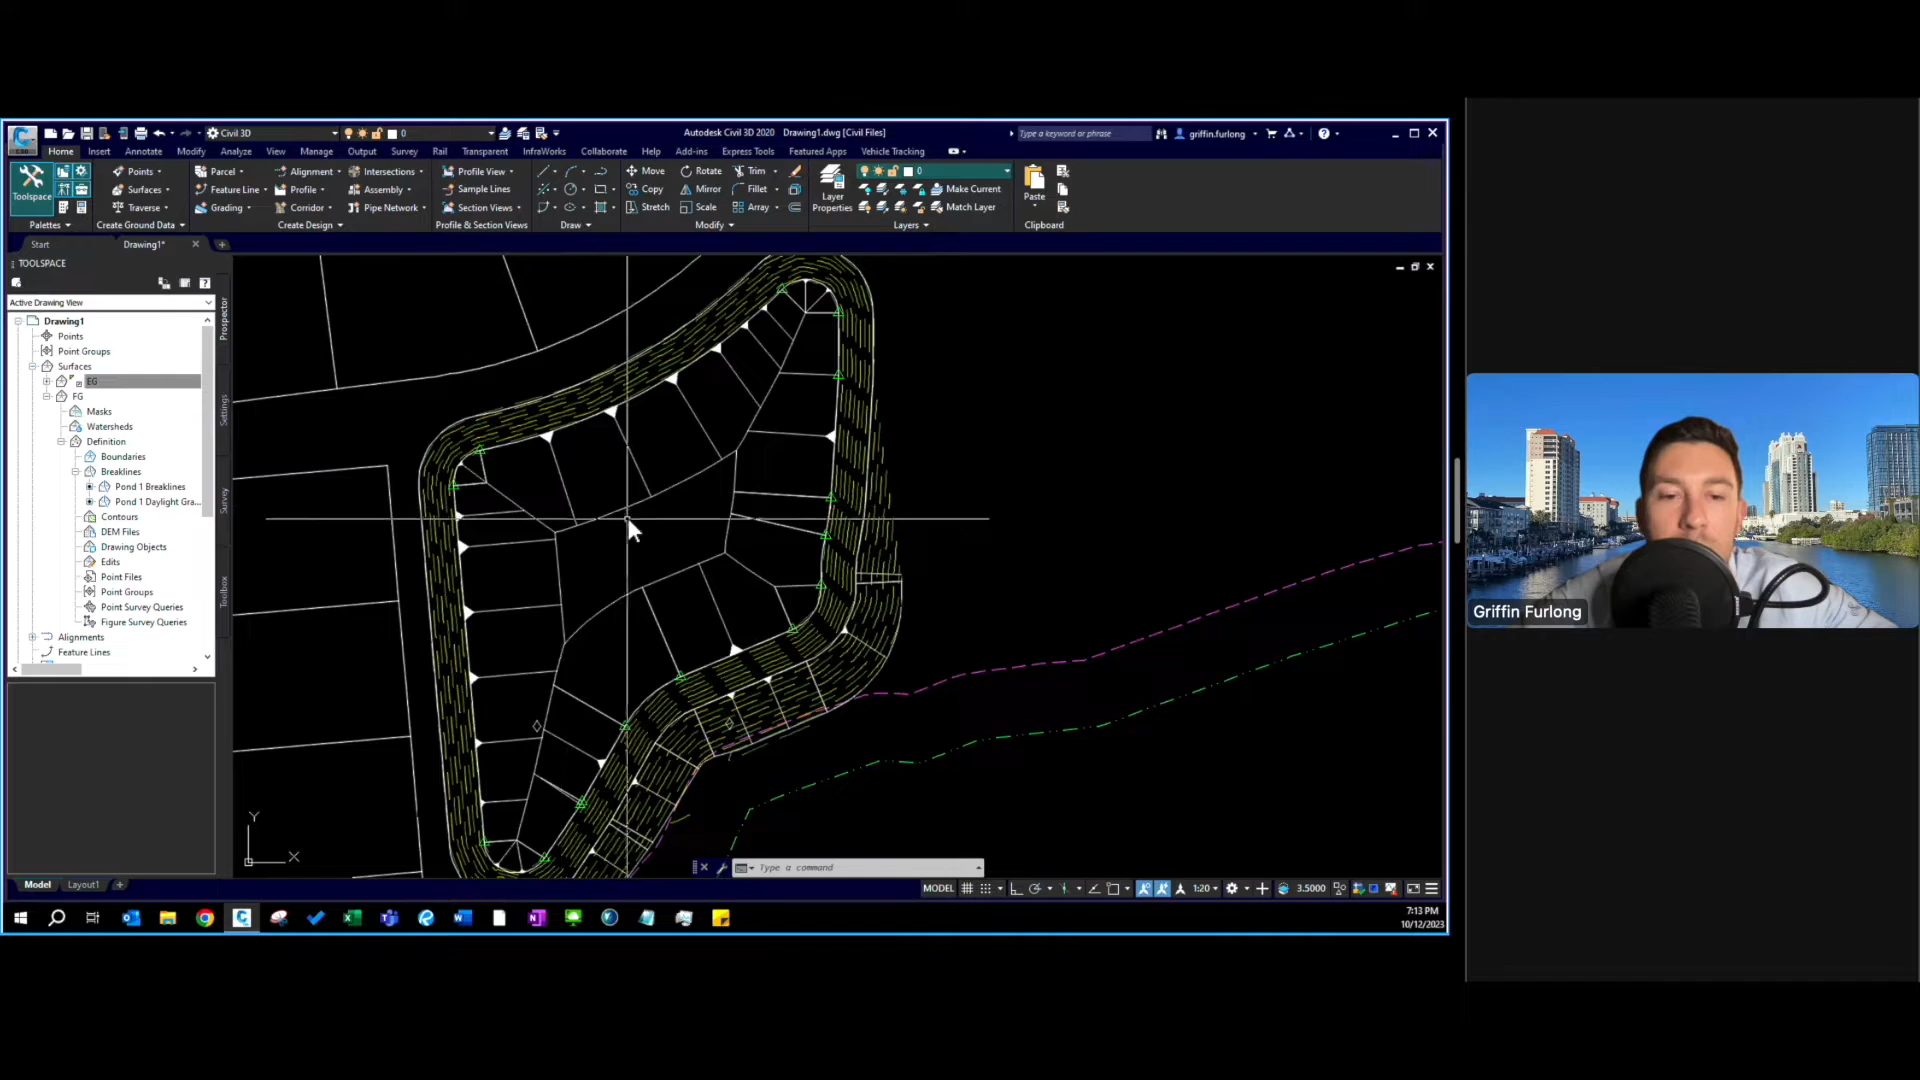 Civil 3D
0
Autodesk Civil 3D 2020 Drawing1.dwg [Civil Files]
Type a keyword or phrase
griffin.furlong
Home Insert Annotate Modify Analyze View Manage Output Survey Rail Transparent InfraWorks Collaborate Help Add-ins Express Tools Featured Apps Vehicle Tracking
Points Parcel Alignment Intersections Profile View Move Rotate Trim 0
Toolspace Surfaces Feature Line Profile Assembly Sample Lines Copy Mirror Fillet Layer Properties Make Current Paste
Traverse Grading Corridor Pipe Network Section Views Stretch Scale Array Match Layer
Palettes Create Ground Data Create Design Profile & Section Views Draw Modify Layers Clipboard
Start Drawing1*
TOOLSPACE
Active Drawing View
Prospector
Settings
Survey
Toolbox
Drawing1
Points
Point Groups
Surfaces
EG
FG
Masks
Watersheds
Definition
Boundaries
Breaklines
Pond 1 Breaklines
Pond 1 Daylight Gra...
Contours
DEM Files
Drawing Objects
Edits
Point Files
Point Groups
Point Survey Queries
Figure Survey Queries
Alignments
Feature Lines
Y
X
Type a command
Model Layout1
MODEL 1:20 3.5000
7:13 PM
10/12/2023
Griffin Furlong